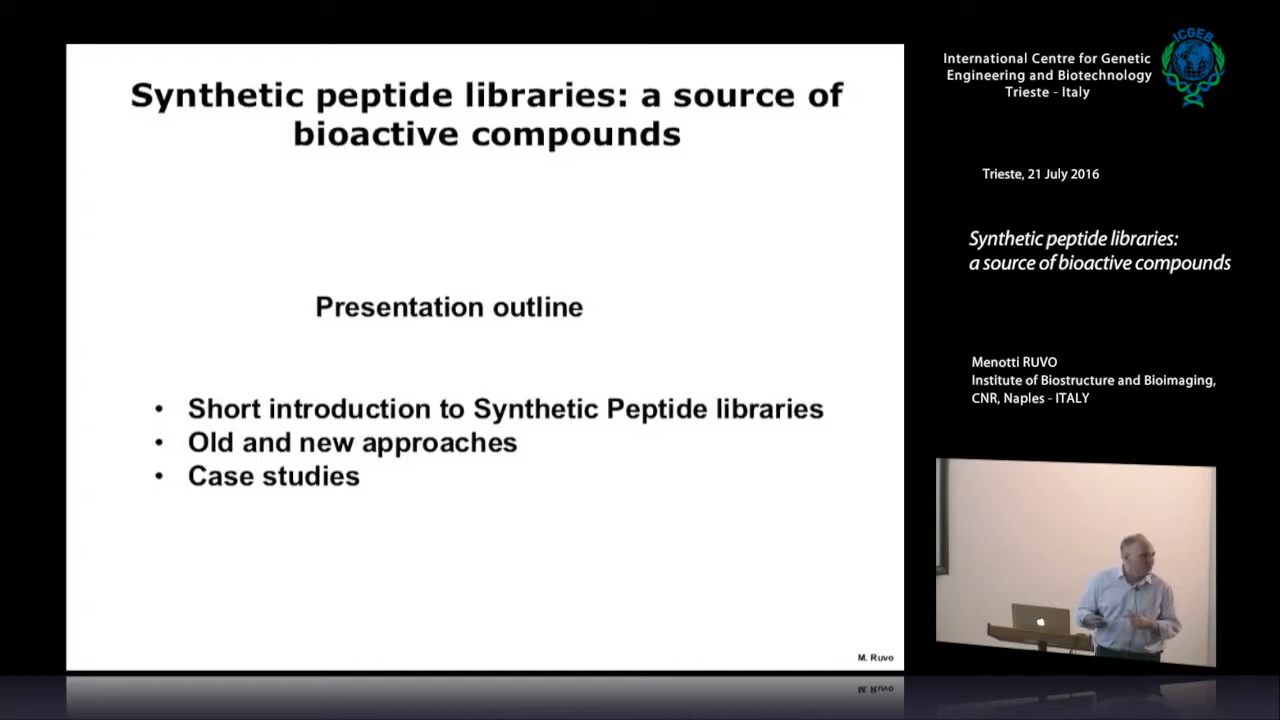 Synthetic peptide libraries: a source of
bioactive compounds
Presentation outline
• Short introduction to Synthetic Peptide libraries
• Old and new approaches
• Case studies
M. Ruvo
M. Ruvo
ICGEB
International Centre for Genetic
Engineering and Biotechnology
Trieste - Italy
Trieste, 21 July 2016
Synthetic peptide libraries:
a source of bioactive compounds
Menotti RUVO
Institute of Biostructure and Bioimaging,
CNR, Naples - ITALY